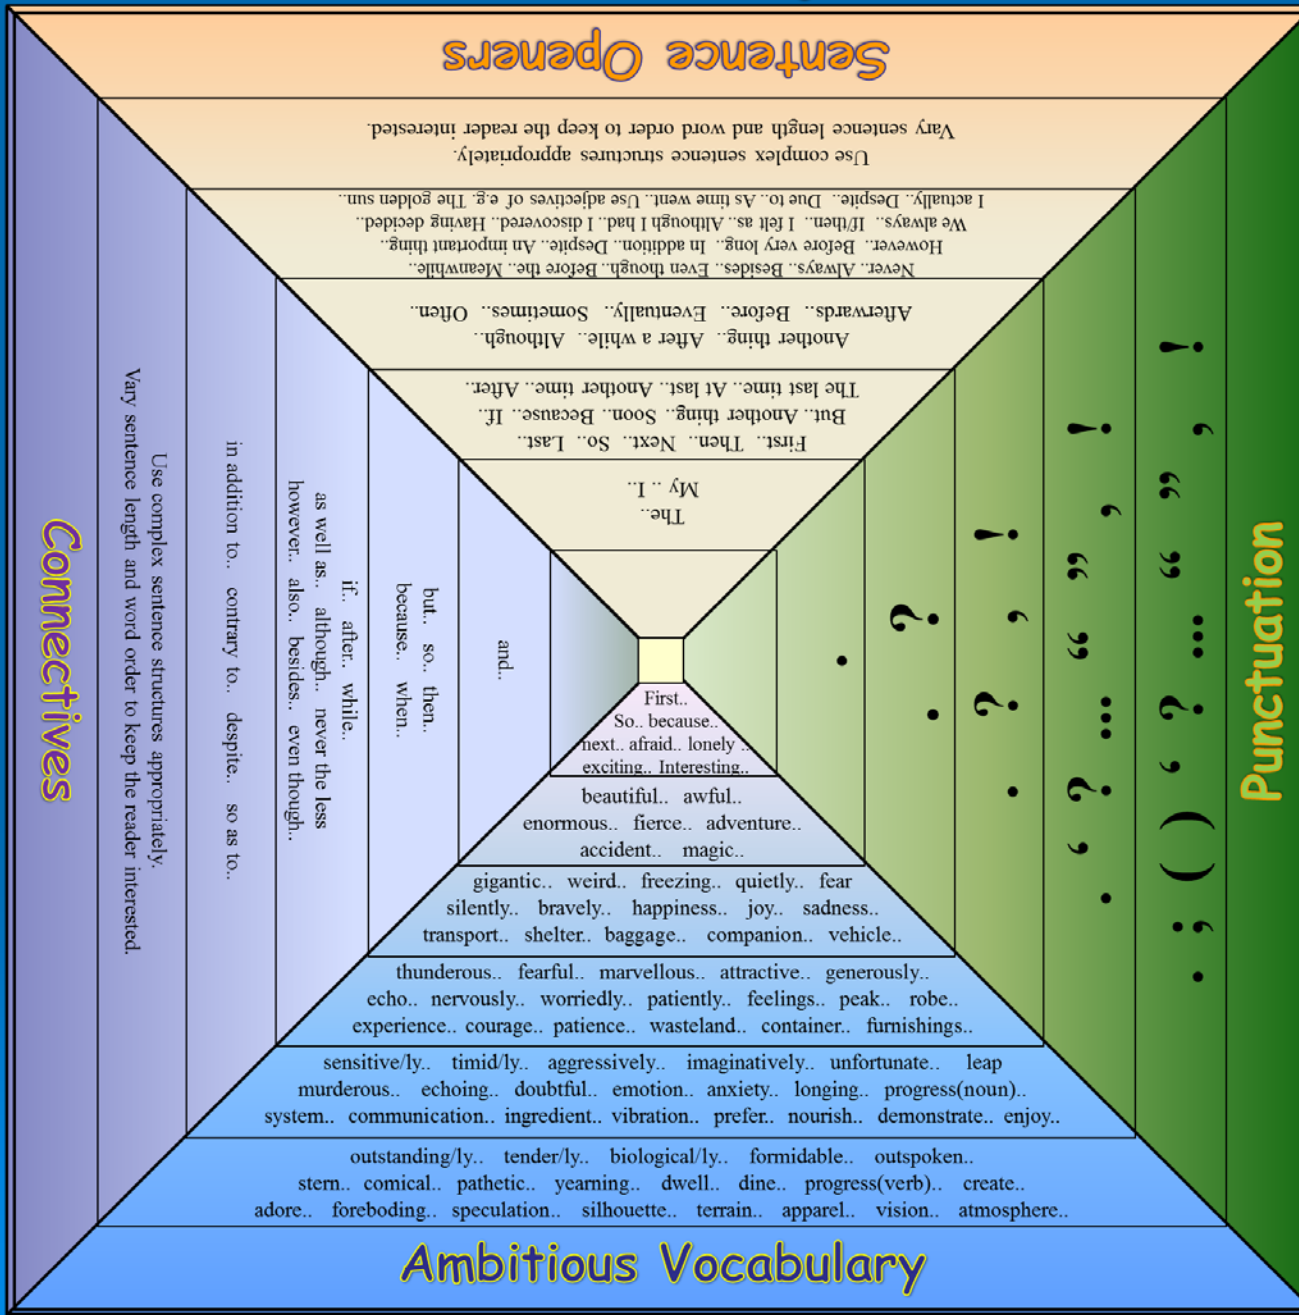 The..
My .. I..
First.. Then.. Next.. So.. Last..
But.. Another thing.. Soon.. Because.. If..
The last time.. At last.. Another time.. After..
Another thing.. After a while.. Although..
Afterwards.. Before.. Eventually.. Sometimes.. Often..
Never.. Always.. Besides.. Even though.. Before the.. Meanwhile..
However.. Before very long.. In addition.. Despite.. An important thing..
We always.. If/then.. I felt as.. Although I had.. I discovered.. Having decided..
I actually.. Despite.. Due to.. As time went.. Use adjectives of e.g. The golden sun..
Use complex sentence structures appropriately.
Vary sentence length and word order to keep the reader interested.
Sentence Openers
and..
but.. so.. then..
because.. when..
if.. after.. while..
as well as.. although.. never the less
however.. also.. besides.. even though..
in addition to.. contrary to.. despite.. so as to..
Use complex sentence structures appropriately.
Vary sentence length and word order to keep the reader interested.
Connectives
.
. ?
. ? , !
. ’ ? ... “ ” , !
. ; ( ) ’ ? ... “ ” , !
Punctuation
First..
So.. because..
next.. afraid.. lonely ..
exciting.. Interesting..
beautiful.. awful..
enormous.. fierce.. adventure..
accident.. magic..
gigantic.. weird.. freezing.. quietly.. fear
silently.. bravely.. happiness.. joy.. sadness..
transport.. shelter.. baggage.. companion.. vehicle..
thunderous.. fearful.. marvellous.. attractive.. generously..
echo.. nervously.. worriedly.. patiently.. feelings.. peak.. robe..
experience.. courage.. patience.. wasteland.. container.. furnishings..
sensitive/ly.. timid/ly.. aggressively.. imaginatively.. unfortunate.. leap
murderous.. echoing.. doubtful.. emotion.. anxiety.. longing.. progress(noun)..
system.. communication.. ingredient.. vibration.. prefer.. nourish.. demonstrate.. enjoy..
outstanding/ly.. tender/ly.. biological/ly.. formidable.. outspoken..
stern.. comical.. pathetic.. yearning.. dwell.. dine.. progress(verb).. create..
adore.. foreboding.. speculation.. silhouette.. terrain.. apparel.. vision.. atmosphere..
Ambitious Vocabulary